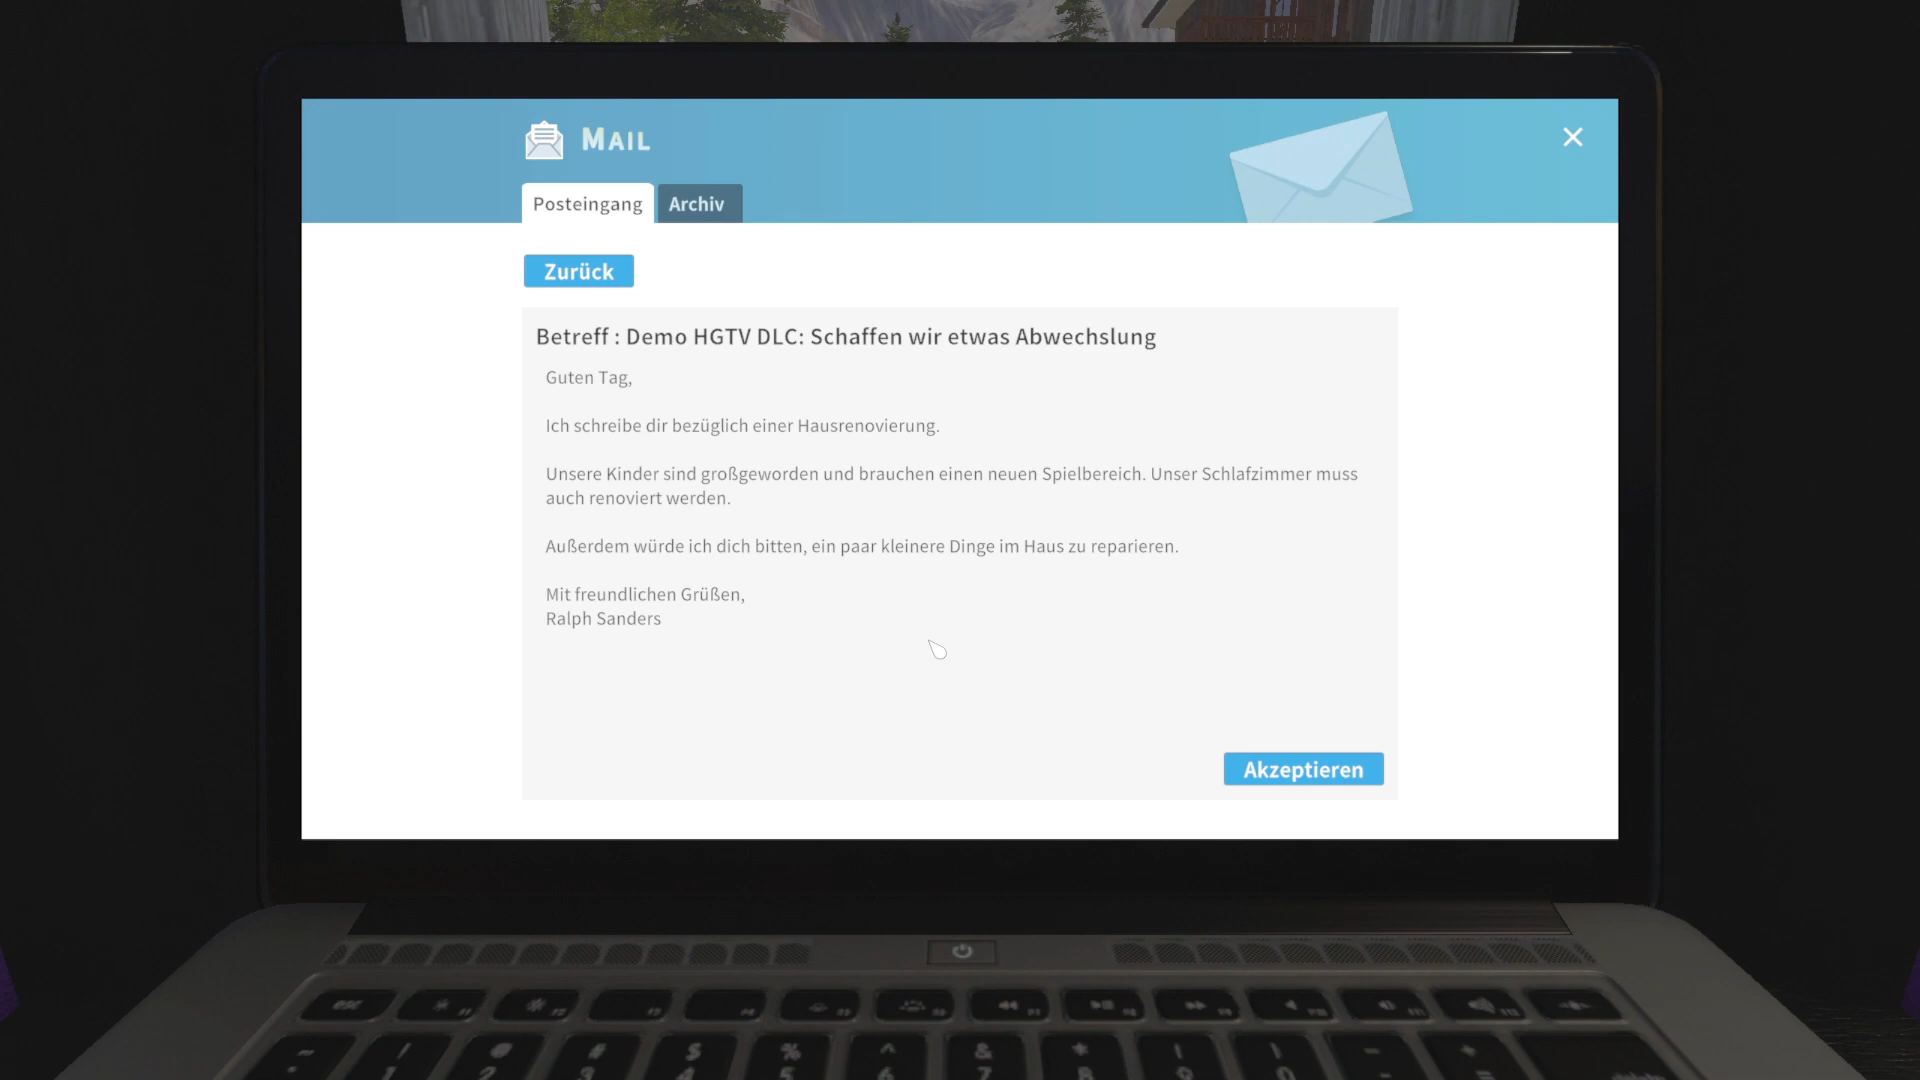 MAIL
Posteingang
Archiv
Zurück
Betreff : Demo HGTV DLC: Schaffen wir etwas Abwechslung
Guten Tag,
Ich schreibe dir bezüglich einer Hausrenovierung.
Unsere Kinder sind großgeworden und brauchen einen neuen Spielbereich. Unser Schlafzimmer muss
auch renoviert werden.
Außerdem würde ich dich bitten, ein paar kleinere Dinge im Haus zu reparieren.
Mit freundlichen Grüßen,
Ralph Sanders
Akzeptieren
esc